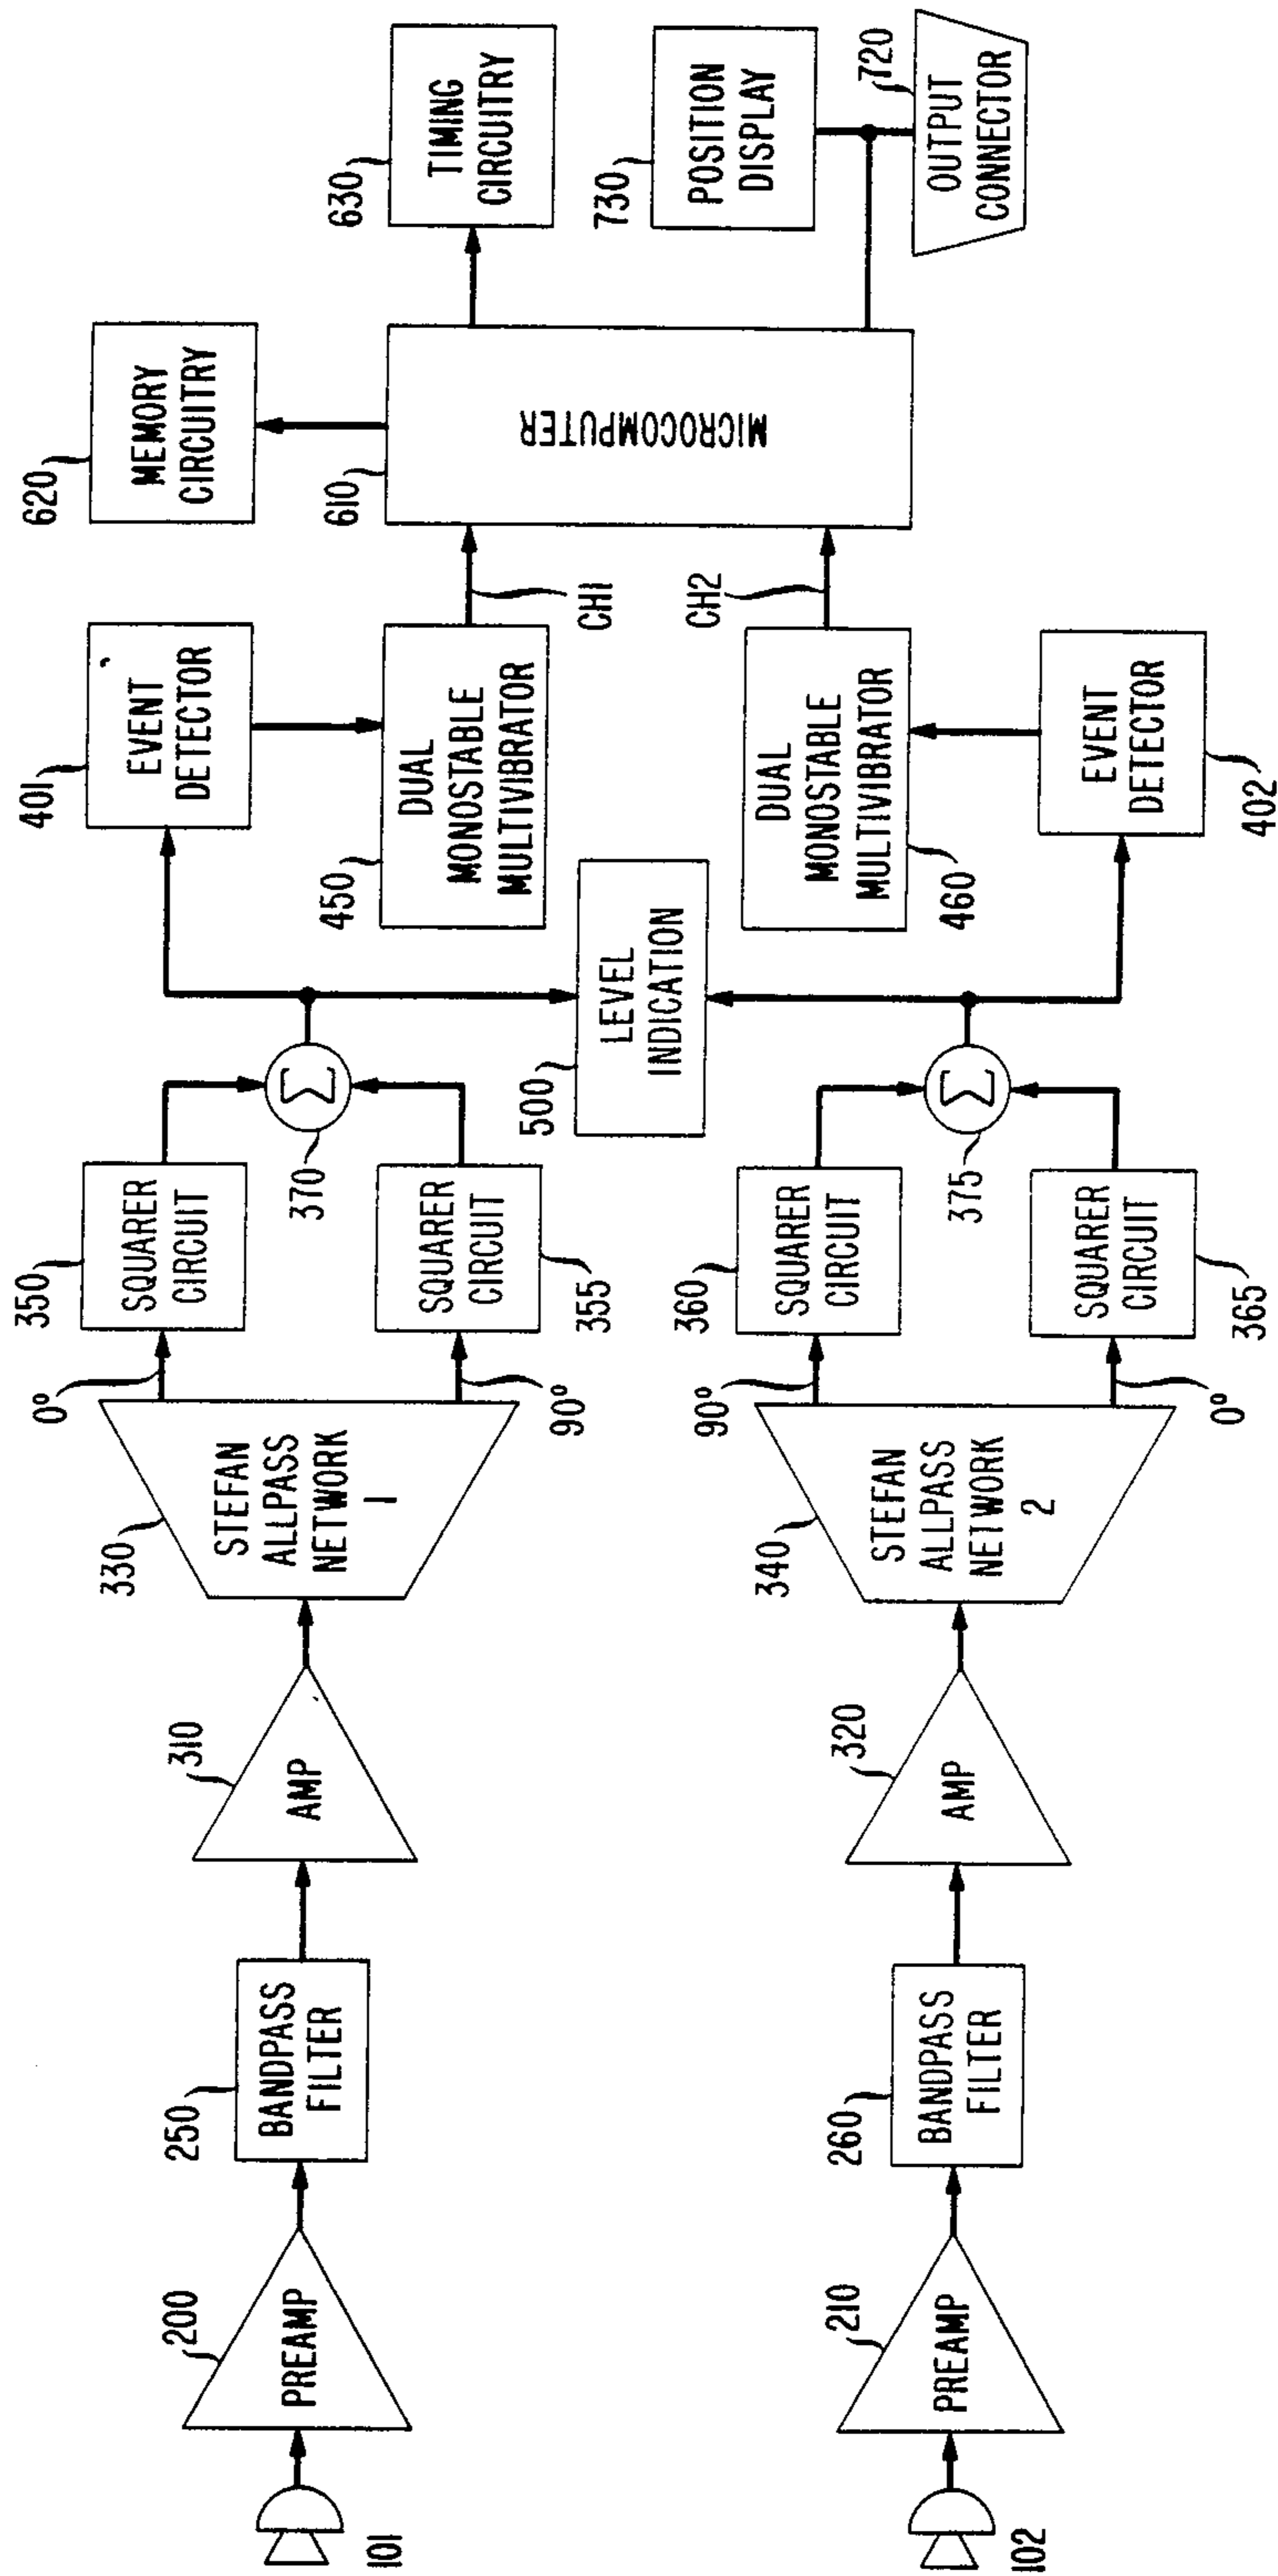 101
200
PREAMP
250
BANDPASS
FILTER
310
AMP
330
STEFAN
ALLPASS
NETWORK
1
0°
90°
350
SQUARER
CIRCUIT
355
SQUARER
CIRCUIT
370
Σ
401
EVENT
DETECTOR
450
DUAL
MONOSTABLE
MULTIVIBRATOR
CH1
500
LEVEL
INDICATION
620
MEMORY
CIRCUITRY
610
MICROCOMPUTER
630
TIMING
CIRCUITRY
730
POSITION
DISPLAY
720
OUTPUT
CONNECTOR
102
210
PREAMP
260
BANDPASS
FILTER
320
AMP
340
STEFAN
ALLPASS
NETWORK
2
90°
0°
360
SQUARER
CIRCUIT
365
SQUARER
CIRCUIT
375
Σ
CH2
DUAL
MONOSTABLE
MULTIVIBRATOR
460
EVENT
DETECTOR
402